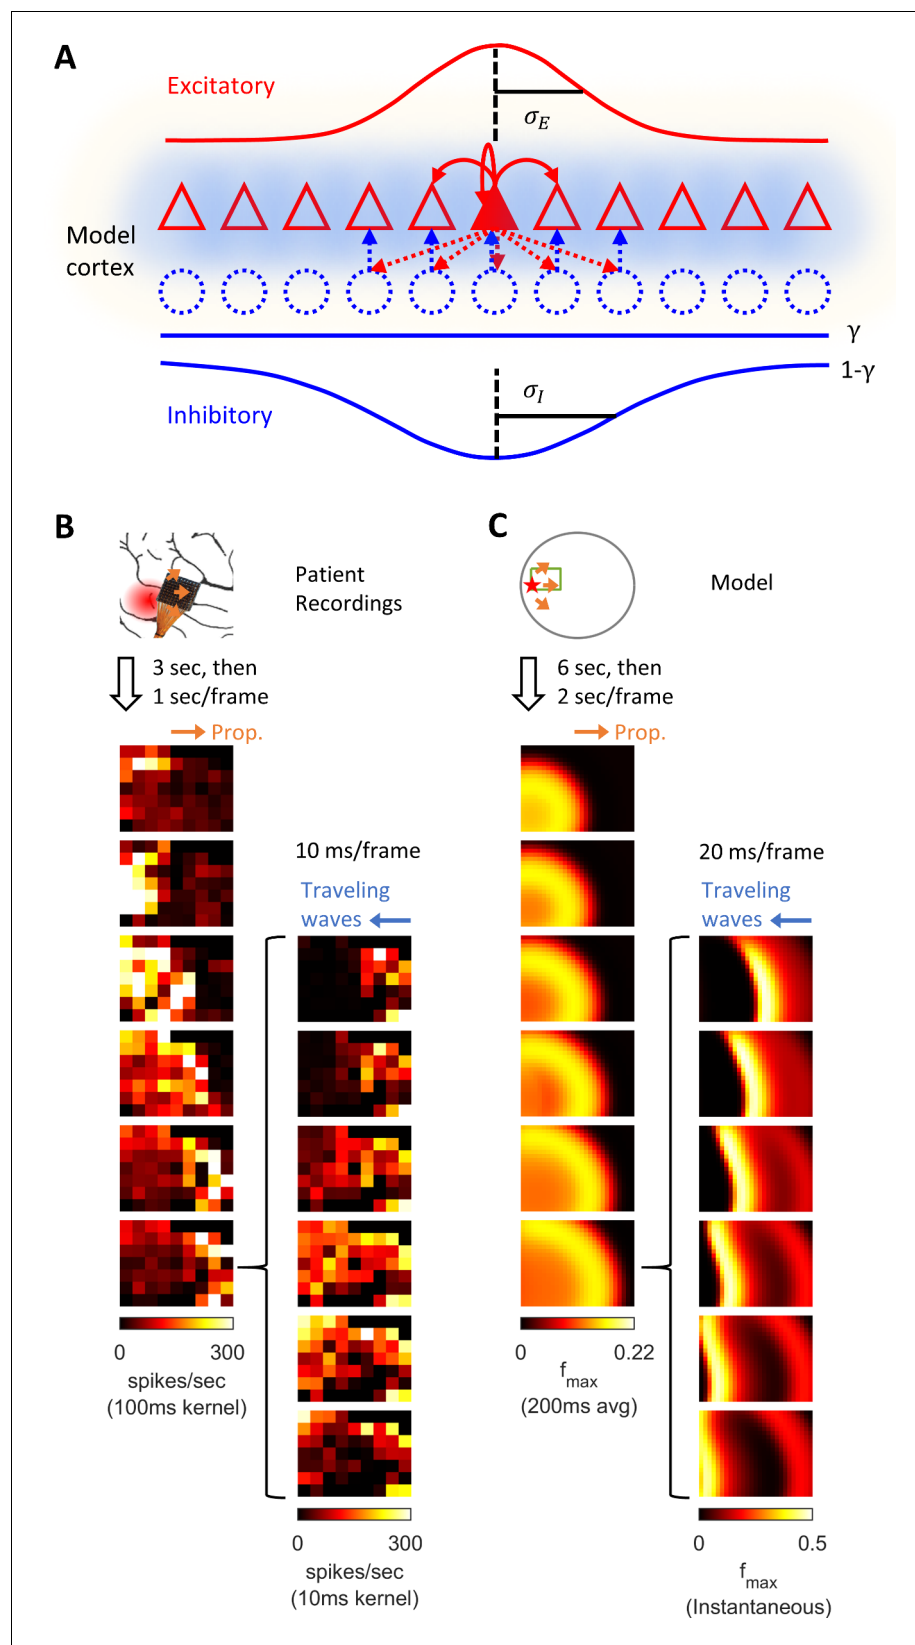 A
Excitatory
σE
Model
cortex
γ
1-γ
σI
Inhibitory
B
Patient
Recordings
3 sec, then
1 sec/frame
Prop.
10 ms/frame
Traveling
waves
0 300
spikes/sec
(100ms kernel)
0 300
spikes/sec
(10ms kernel)
C
Model
6 sec, then
2 sec/frame
Prop.
20 ms/frame
Traveling
waves
0 0.22
fmax
(200ms avg)
0 0.5
fmax
(Instantaneous)